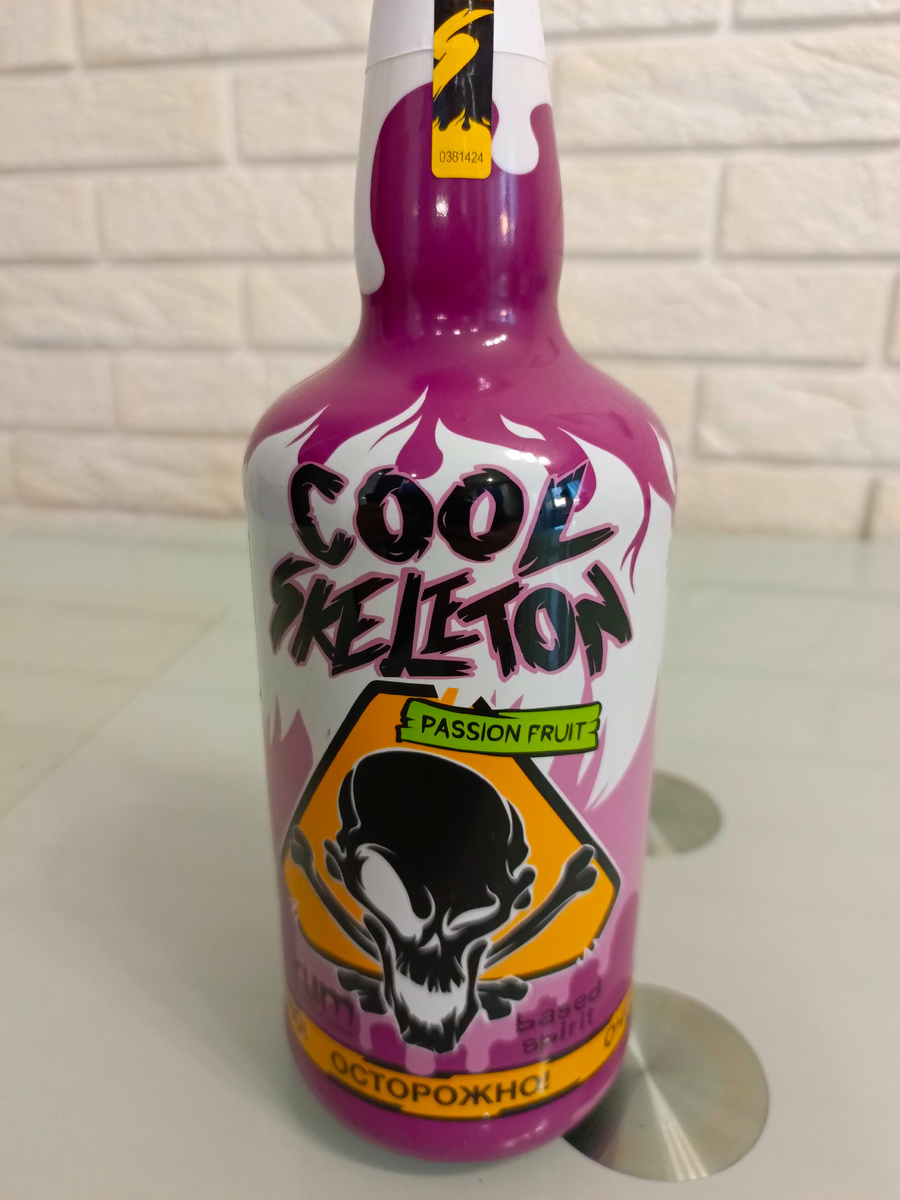 0381424
COOL
SKELETON
PASSION FRUIT
rum
based
spirit
ОСТОРОЖНО!